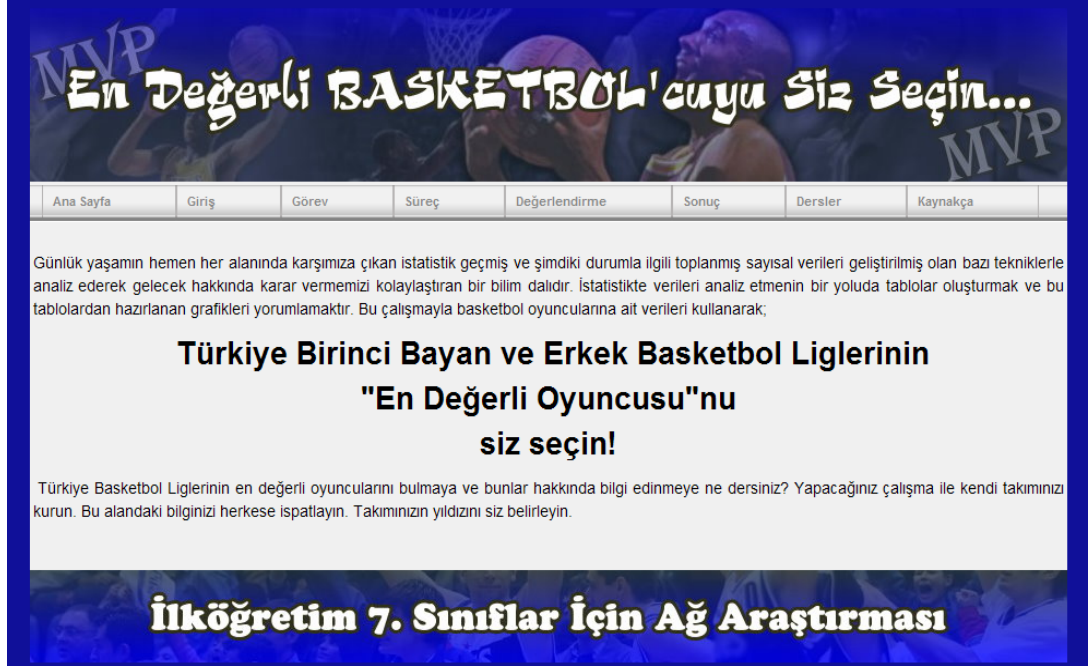 MVP
En Değerli BASKETBOL'cuyu Siz Seçin...
MVP
Ana Sayfa Giriş Görev Süreç Değerlendirme Sonuç Dersler Kaynakça
Günlük yaşamın hemen her alanında karşımıza çıkan istatistik geçmiş ve şimdiki durumla ilgili toplanmış sayısal verileri geliştirilmiş olan bazı tekniklerle
analiz ederek gelecek hakkında karar vermemizi kolaylaştıran bir bilim dalıdır. İstatistikte verileri analiz etmenin bir yoluda tablolar oluşturmak ve bu
tablolardan hazırlanan grafikleri yorumlamaktır. Bu çalışmayla basketbol oyuncularına ait verileri kullanarak;
Türkiye Birinci Bayan ve Erkek Basketbol Liglerinin
"En Değerli Oyuncusu"nu
siz seçin!
Türkiye Basketbol Liglerinin en değerli oyuncularını bulmaya ve bunlar hakkında bilgi edinmeye ne dersiniz? Yapacağınız çalışma ile kendi takımınızı
kurun. Bu alandaki bilginizi herkese ispatlayın. Takımınızın yıldızını siz belirleyin.
İlköğretim 7. Sınıflar İçin Ağ Araştırması